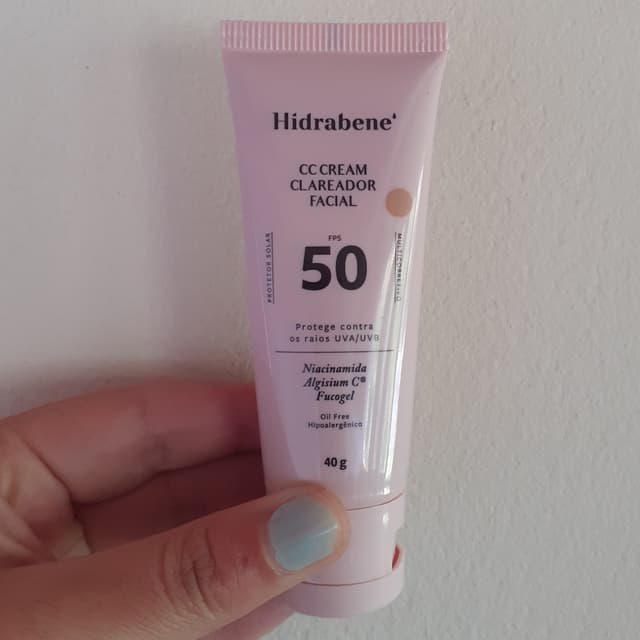 Hidrabene
CC CREAM
CLAREADOR
FACIAL
PROTETOR SOLAR
FPS
50
MULTICORRETIVO
Protege contra
os raios UVA/UVB
Niacinamida
Algisium C®
Fucogel
Oil Free
Hipoalergênico
40 g